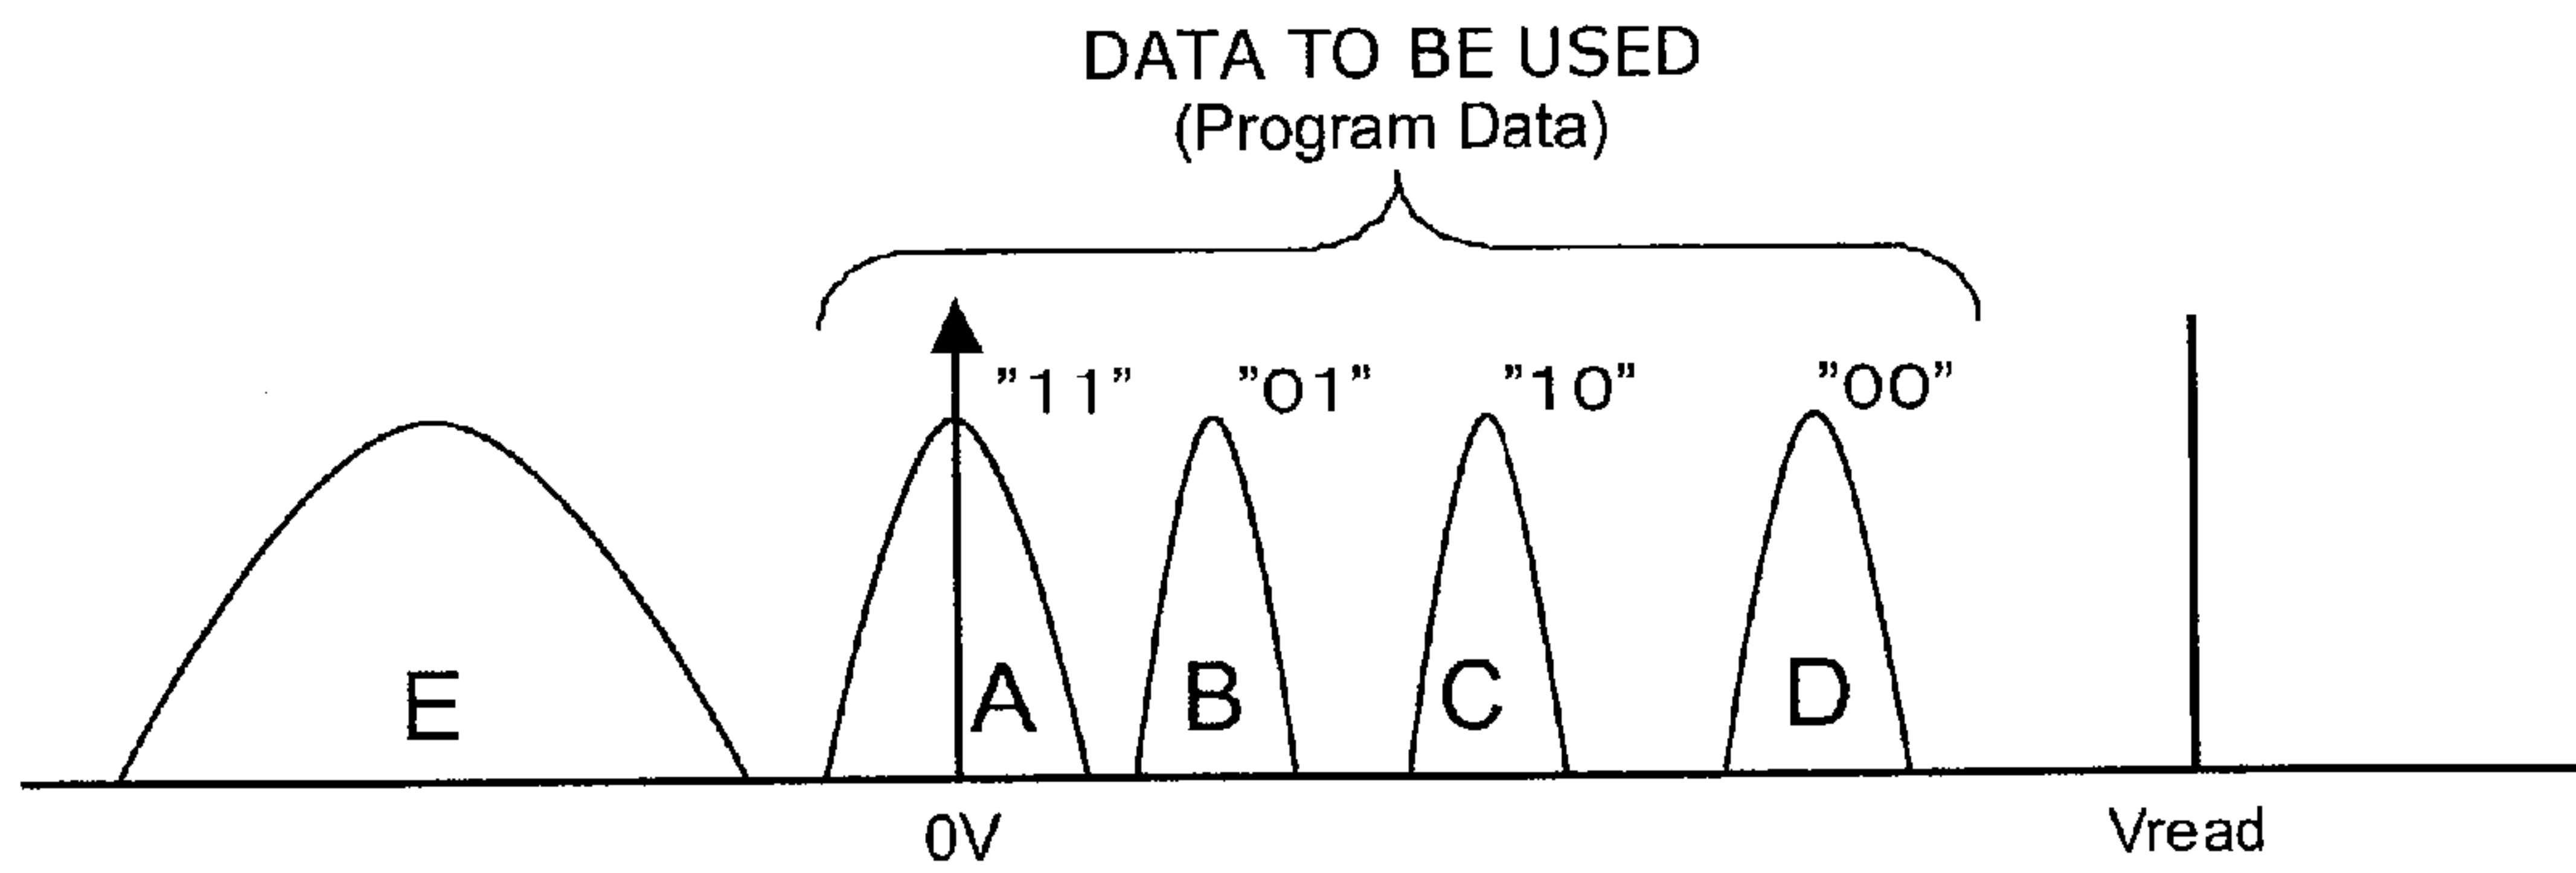 DATA TO BE USED
(Program Data)
”11” ”01” ”10” ”00”
E A B C D
0V Vread